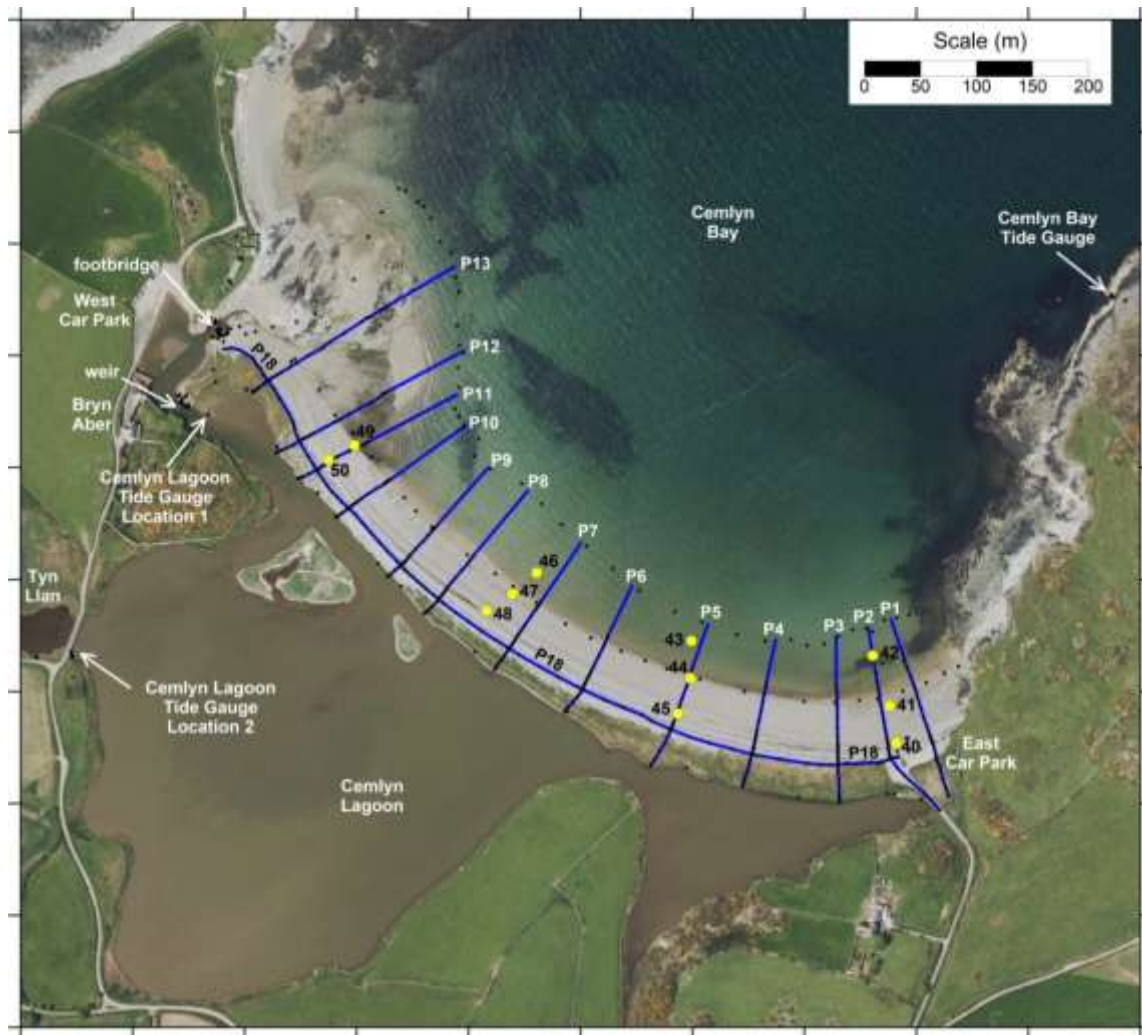 Scale (m)
0 50 100 150 200
Cemlyn
Bay
Cemlyn Bay
Tide Gauge
footbridge
West
Car Park
weir
Bryn
Aber
Cemlyn Lagoon
Tide Gauge
Location 1
P18
P13
P12
P11
P10
49
50
P9
P8
P7
46
47
48
P6
P18
P5
43
44
45
P4
P3
P2
P1
42
41
40
P18
East
Car Park
Tyn
Llan
Cemlyn Lagoon
Tide Gauge
Location 2
Cemlyn
Lagoon